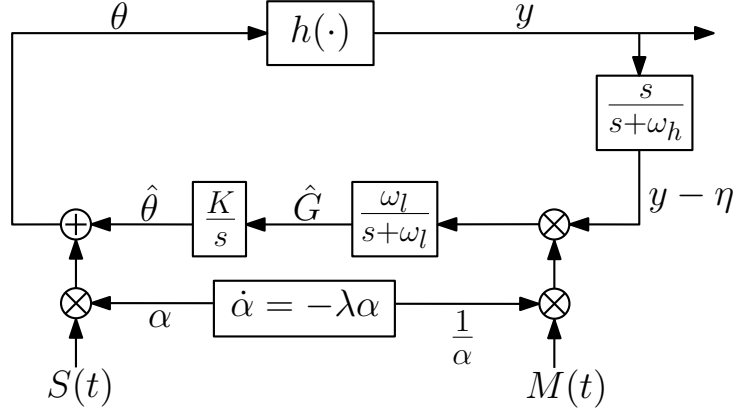 θ
h(·)
y
s
s+ω_h
y − η
θ̂
K
s
Ĝ
ω_l
s+ω_l
+
α
α̇ = −λα
1
α
S(t)
M(t)